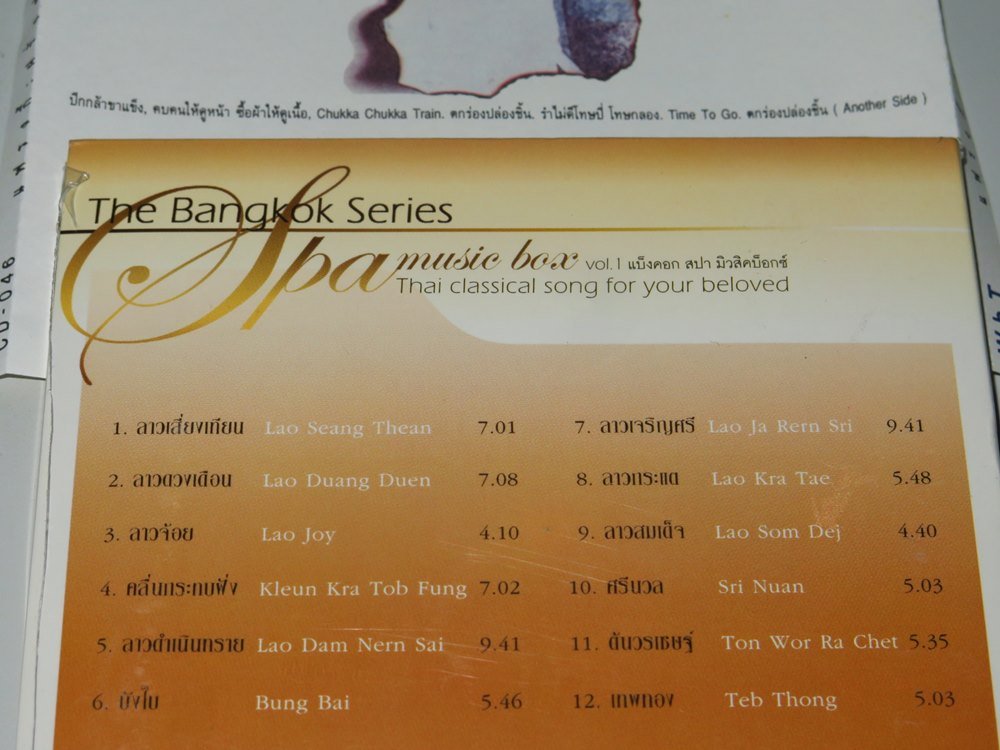 ปีกกล้าขาแข็ง, คบคนให้ดูหน้า ซื้อผ้าให้ดูเนื้อ, Chukka Chukka Train. ตกร่องปล่องชิ้น. รำไม่ดีโทษปี่ โทษกลอง. Time To Go. ตกร่องปล่องชิ้น ( Another Side )
The Bangkok Series
Spa music box vol.1 แบ็งคอก สปา มิวสิคบ็อกซ์
Thai classical song for your beloved
CD-046
1. ลาวเสี่ยงเทียน Lao Seang Thean 7.01
2. ลาวดวงเดือน Lao Duang Duen 7.08
3. ลาวจ้อย Lao Joy 4.10
4. คลื่นกระทบฝั่ง Kleun Kra Tob Fung 7.02
5. ลาวดำเนินทราย Lao Dam Nern Sai 9.41
6. บังใบ Bung Bai 5.46
7. ลาวเจริญศรี Lao Ja Rern Sri 9.41
8. ลาวกระแต Lao Kra Tae 5.48
9. ลาวสมเด็จ Lao Som Dej 4.40
10. ศรีนวล Sri Nuan 5.03
11. ต้นวรเชษฐ์ Ton Wor Ra Chet 5.35
12. เทพทอง Teb Thong 5.03